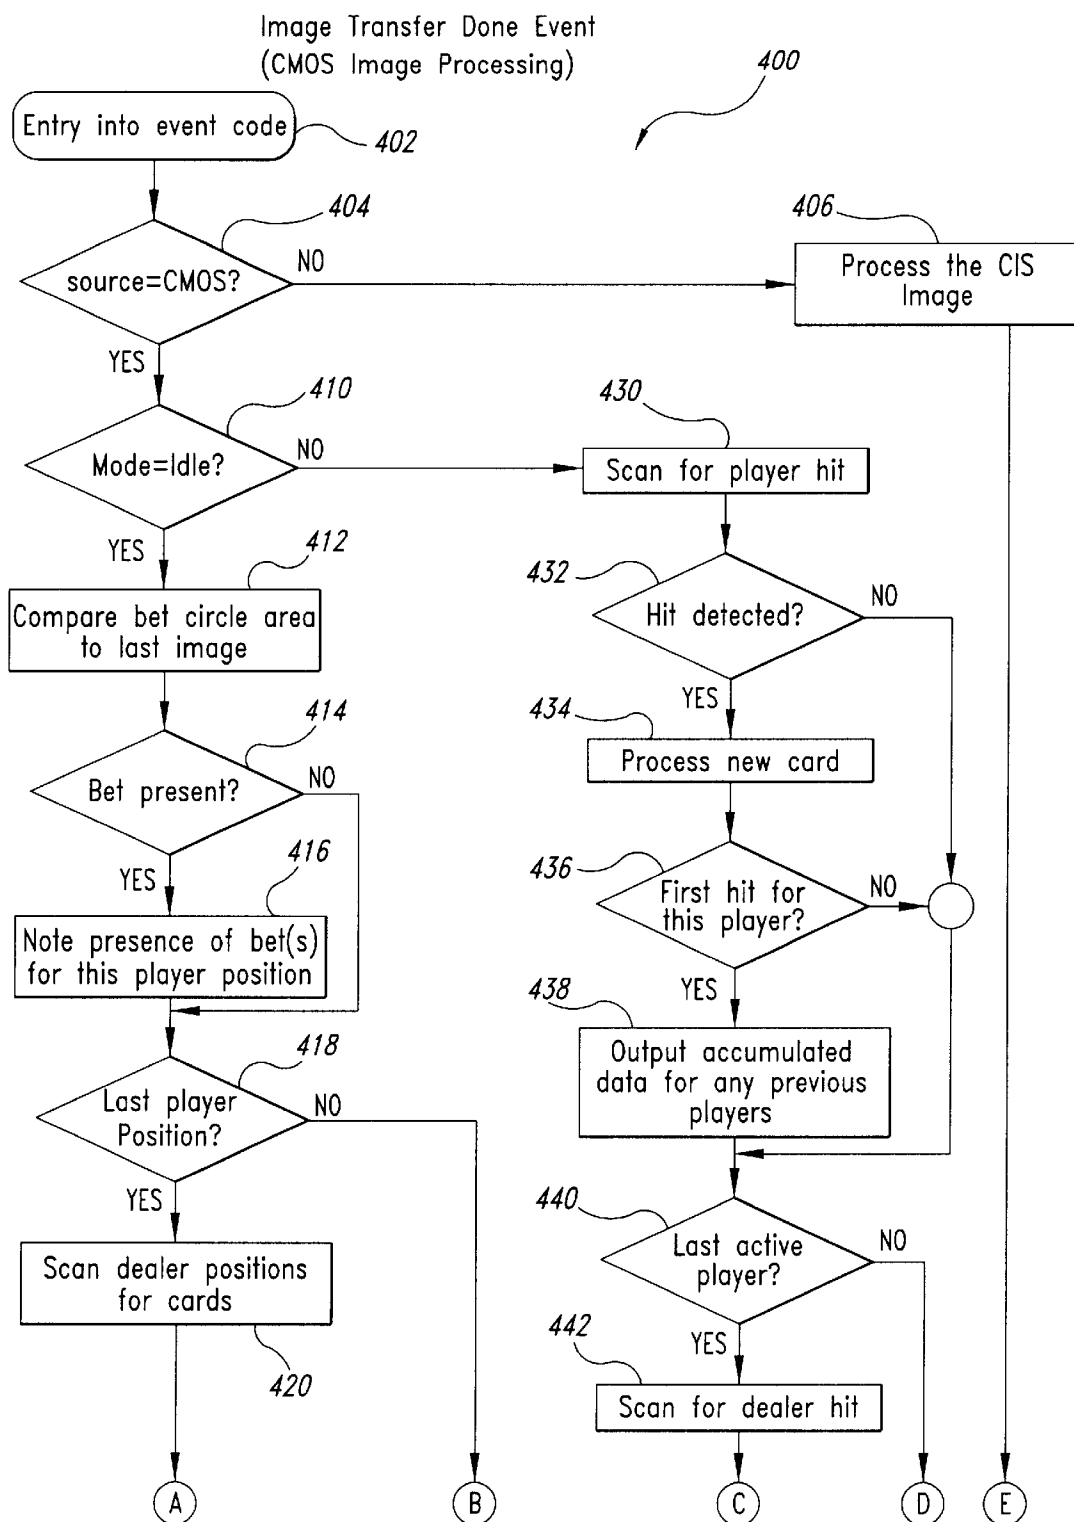 Image Transfer Done Event
(CMOS Image Processing)
400
Entry into event code
402
404
source=CMOS?
NO
YES
406
Process the CIS
Image
410
Mode=Idle?
NO
YES
412
Compare bet circle area
to last image
414
Bet present?
NO
YES
416
Note presence of bet(s)
for this player position
418
Last player
Position?
NO
YES
Scan dealer positions
for cards
420
A
B
430
Scan for player hit
432
Hit detected?
NO
YES
434
Process new card
436
First hit for
this player?
NO
YES
438
Output accumulated
data for any previous
players
440
Last active
player?
NO
YES
442
Scan for dealer hit
C
D
E